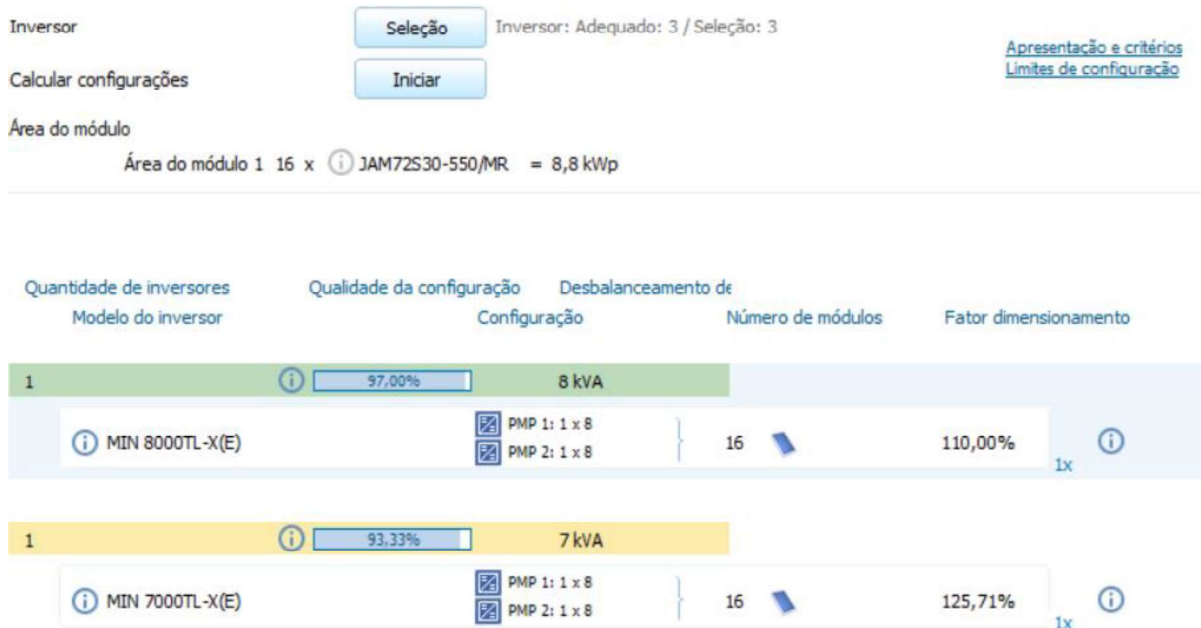 Inversor Seleção Inversor: Adequado: 3 / Seleção: 3
Apresentação e critérios
Limites de configuração
Calcular configurações Iniciar
Área do módulo
Área do módulo 1 16 x JAM72S30-550/MR = 8,8 kWp
Quantidade de inversores Qualidade da configuração Desbalanceamento de
Modelo do inversor Configuração Número de módulos Fator dimensionamento
1 97,00% 8 kVA
MIN 8000TL-X(E) PMP 1: 1 x 8
PMP 2: 1 x 8
16 110,00% 1x
1 93,33% 7 kVA
MIN 7000TL-X(E) PMP 1: 1 x 8
PMP 2: 1 x 8
16 125,71% 1x